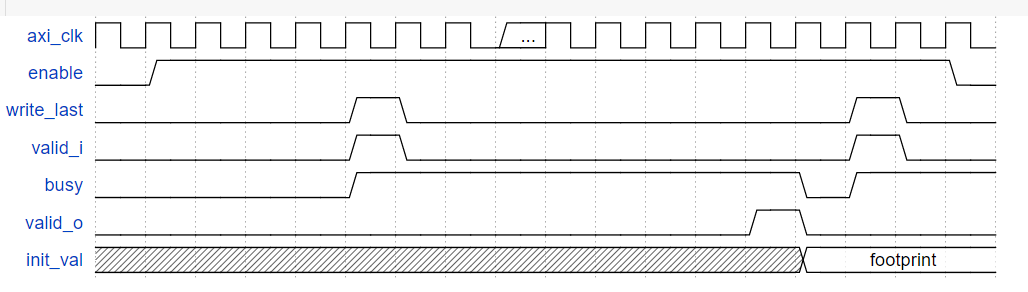 axi_clk ...
enable
write_last
valid_i
busy
valid_o
init_val footprint